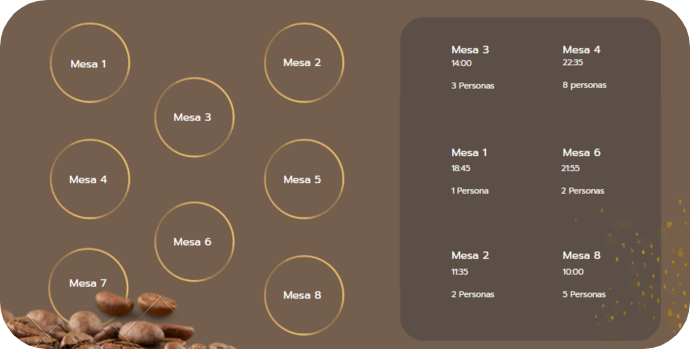 Mesa 1
Mesa 2
Mesa 3
Mesa 4
Mesa 5
Mesa 6
Mesa 7
Mesa 8
Mesa 3
14:00
3 Personas
Mesa 4
22:35
8 personas
Mesa 1
18:45
1 Persona
Mesa 6
21:55
2 Personas
Mesa 2
11:35
2 Personas
Mesa 8
10:00
5 Personas